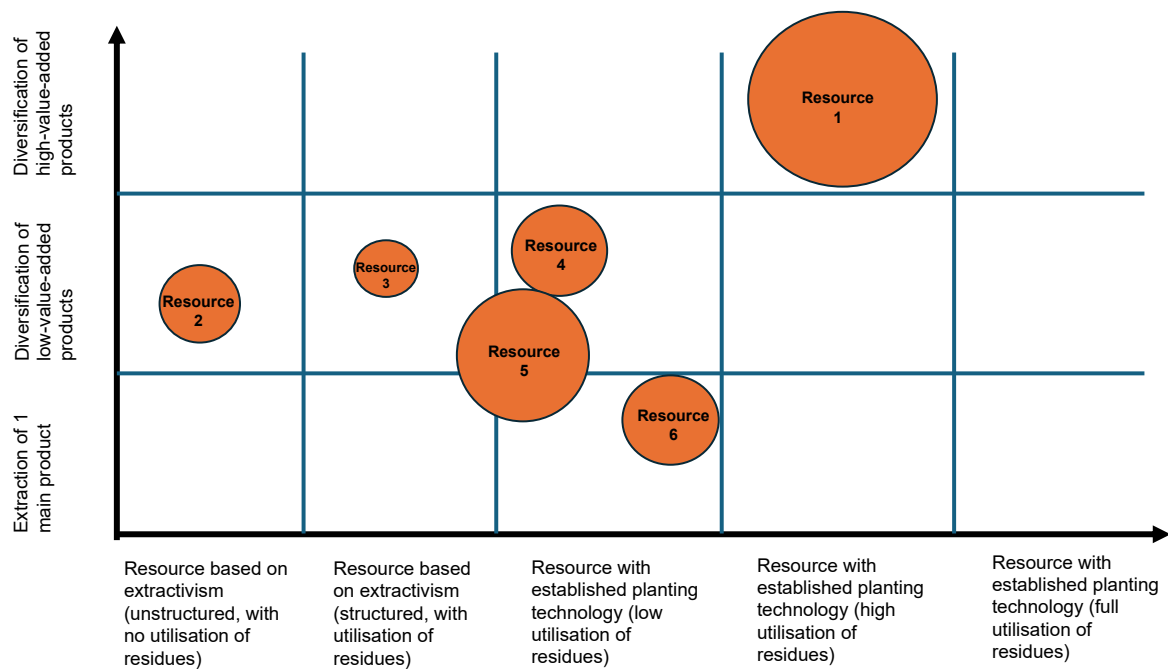 Diversification of
high-value-added
products
Diversification of
low-value-added
products
Extraction of 1
main product
Resource
1
Resource
2
Resource
3
Resource
4
Resource
5
Resource
6
Resource based on
extractivism
(unstructured, with
no utilisation of
residues)
Resource based
on extractivism
(structured, with
utilisation of
residues)
Resource with
established planting
technology (low
utilisation of
residues)
Resource with
established planting
technology (high
utilisation of
residues)
Resource with
established planting
technology (full
utilisation of
residues)